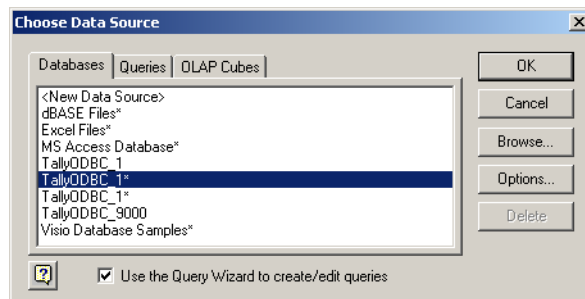 Choose Data Source
Databases Queries OLAP Cubes
<New Data Source>
dBASE Files*
Excel Files*
MS Access Database*
TallyODBC_1
TallyODBC_1*
TallyODBC_1*
TallyODBC_9000
Visio Database Samples*
OK
Cancel
Browse...
Options...
Delete
Use the Query Wizard to create/edit queries